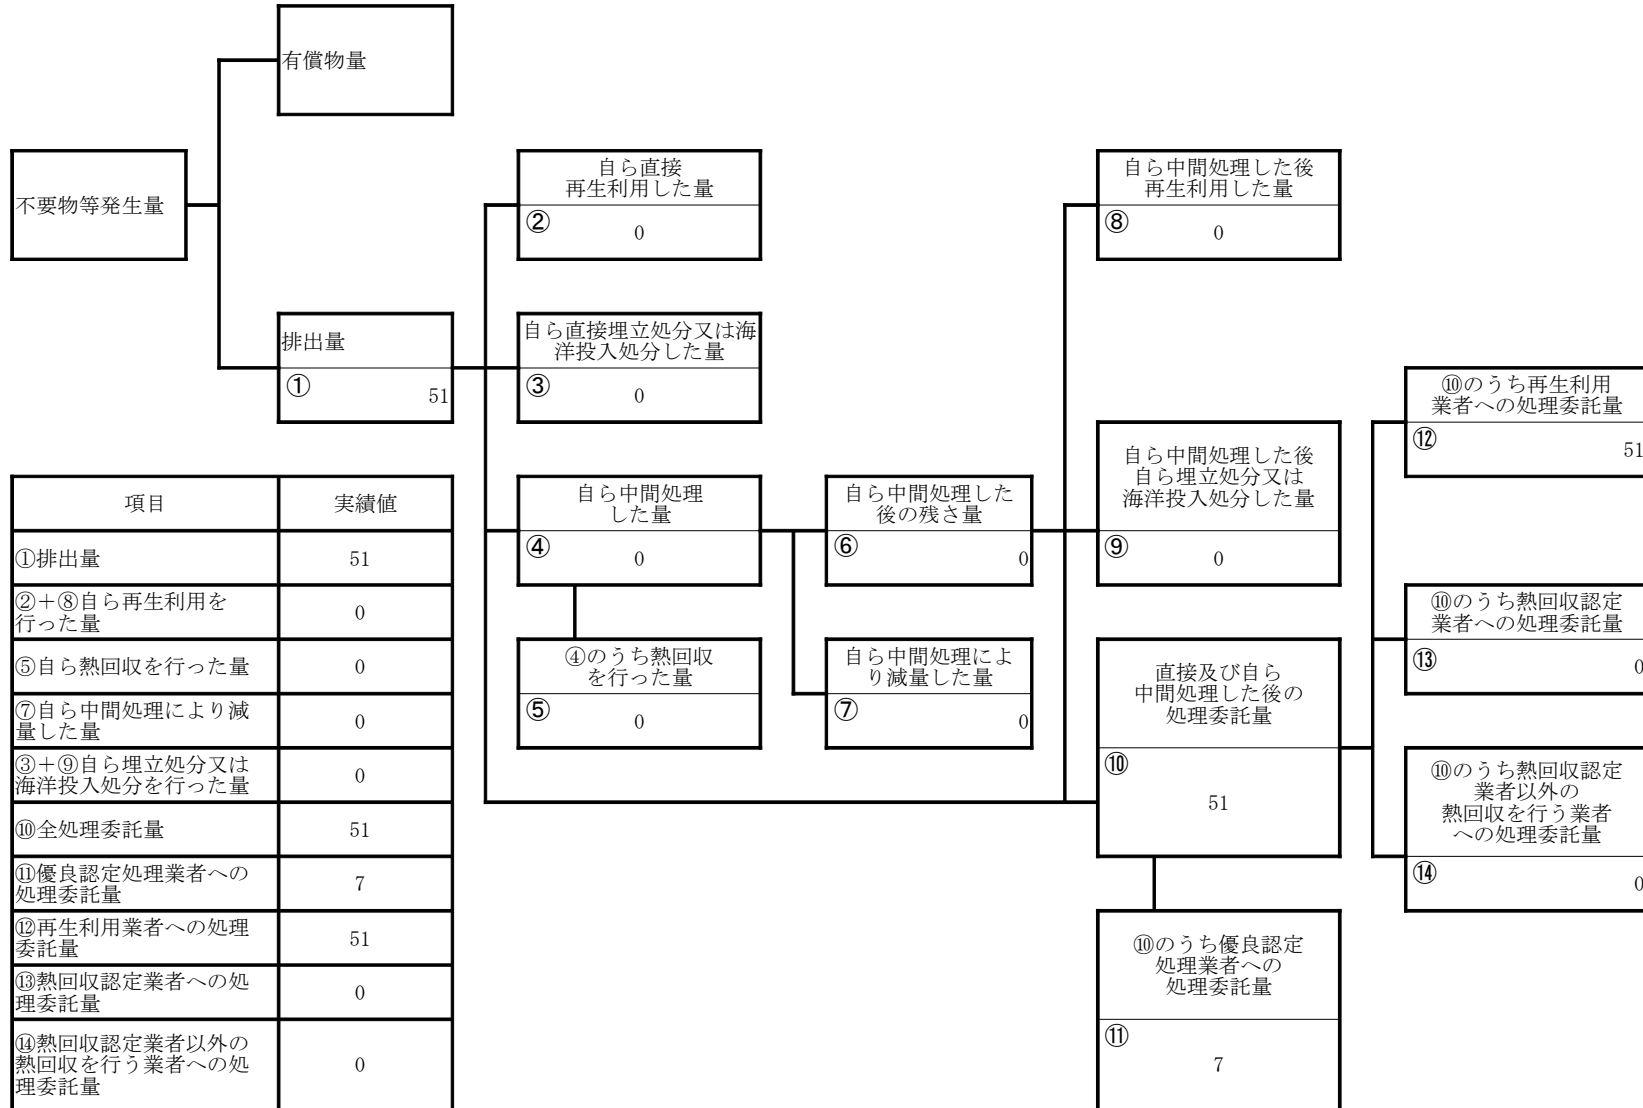 有償物量
不要物等発生量
自ら直接
再生利用した量
②
0
自ら中間処理した後
再生利用した量
⑧
0
排出量
①
51
自ら直接埋立処分又は海
洋投入処分した量
③
0
⑩のうち再生利用
業者への処理委託量
⑫
51
自ら中間処理
した量
④
0
自ら中間処理した
後の残さ量
⑥
0
自ら中間処理した後
自ら埋立処分又は
海洋投入処分した量
⑨
0
④のうち熱回収
を行った量
⑤
0
自ら中間処理によ
り減量した量
⑦
0
直接及び自ら
中間処理した後の
処理委託量
⑩
51
⑩のうち熱回収認定
業者への処理委託量
⑬
0
⑩のうち熱回収認定
業者以外の
熱回収を行う業者
への処理委託量
⑭
0
⑩のうち優良認定
処理業者への
処理委託量
⑪
7
項目 実績値
①排出量 51
②+⑧自ら再生利用を
行った量 0
⑤自ら熱回収を行った量 0
⑦自ら中間処理により減
量した量 0
③+⑨自ら埋立処分又は
海洋投入処分を行った量 0
⑩全処理委託量 51
⑪優良認定処理業者への
処理委託量 7
⑫再生利用業者への処理
委託量 51
⑬熱回収認定業者への処
理委託量 0
⑭熱回収認定業者以外の
熱回収を行う業者への処
理委託量 0